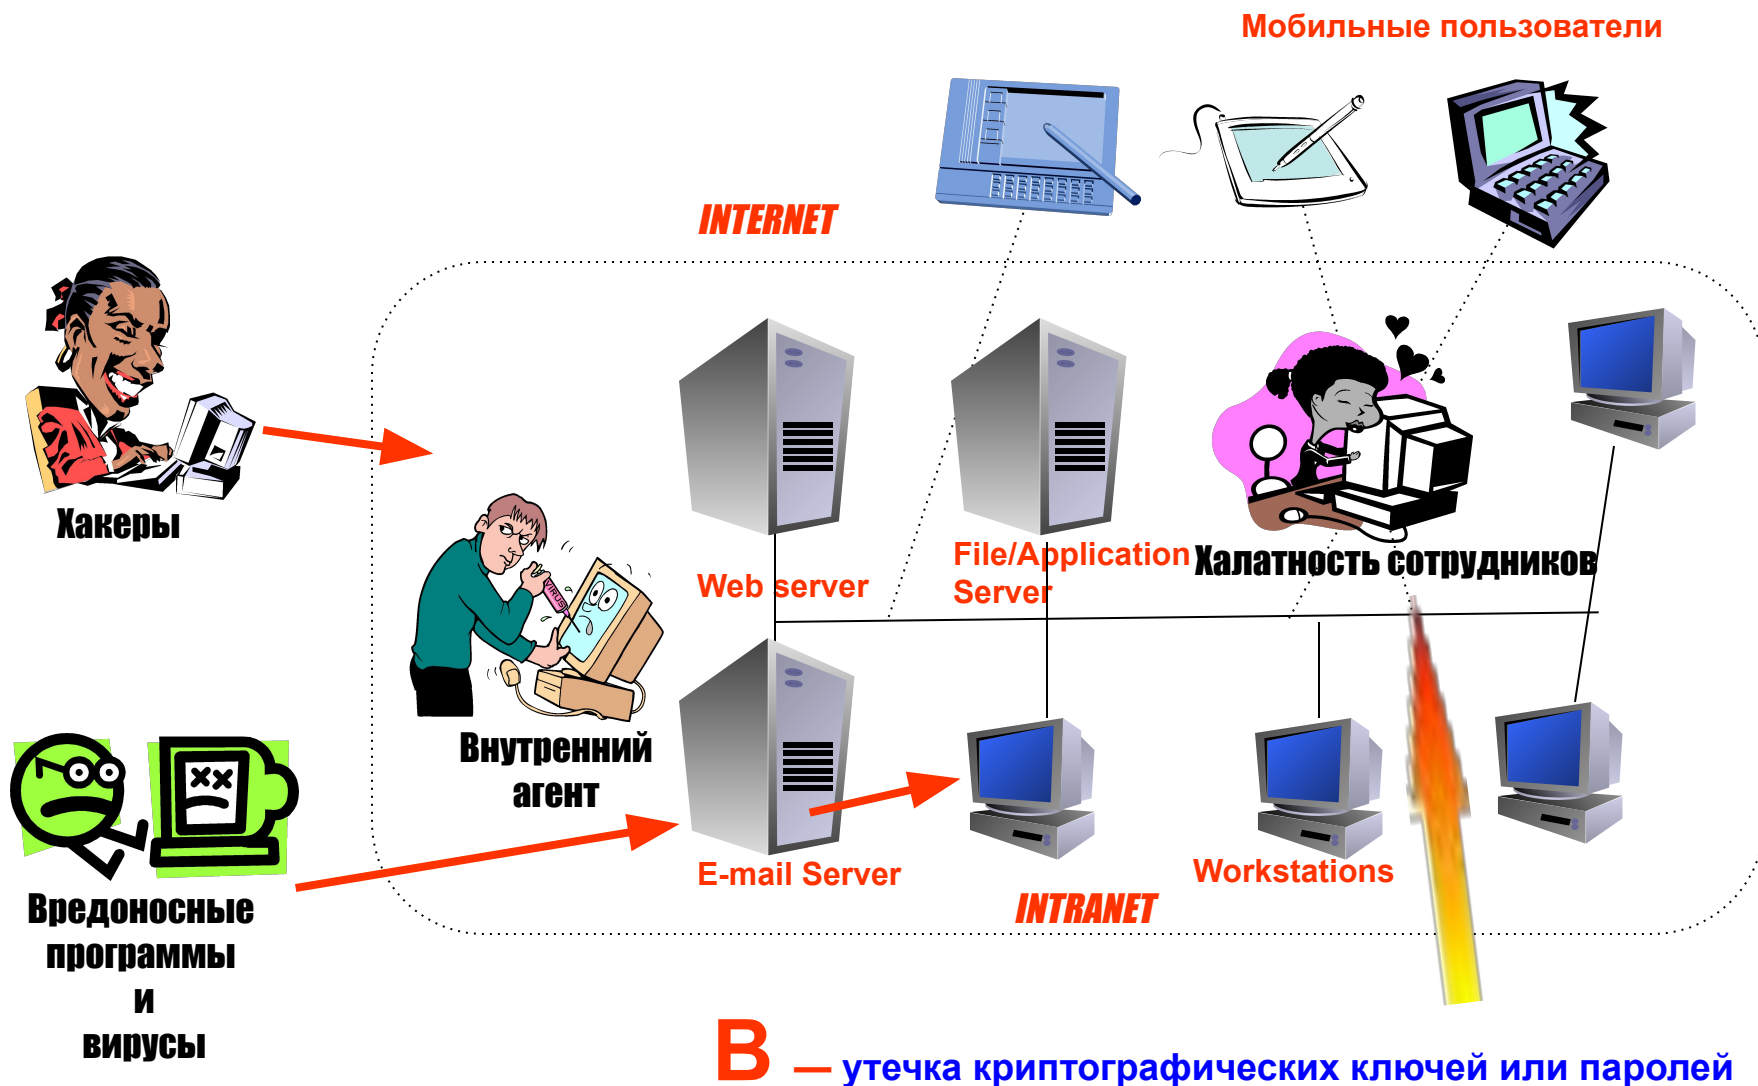 Мобильные пользователи
INTERNET
Хакеры
Web server
File/Application
Server
Халатность сотрудников
VIRUS
Внутренний
агент
E-mail Server
Workstations
INTRANET
Вредоносные
программы
и
вирусы
В — утечка криптографических ключей или паролей